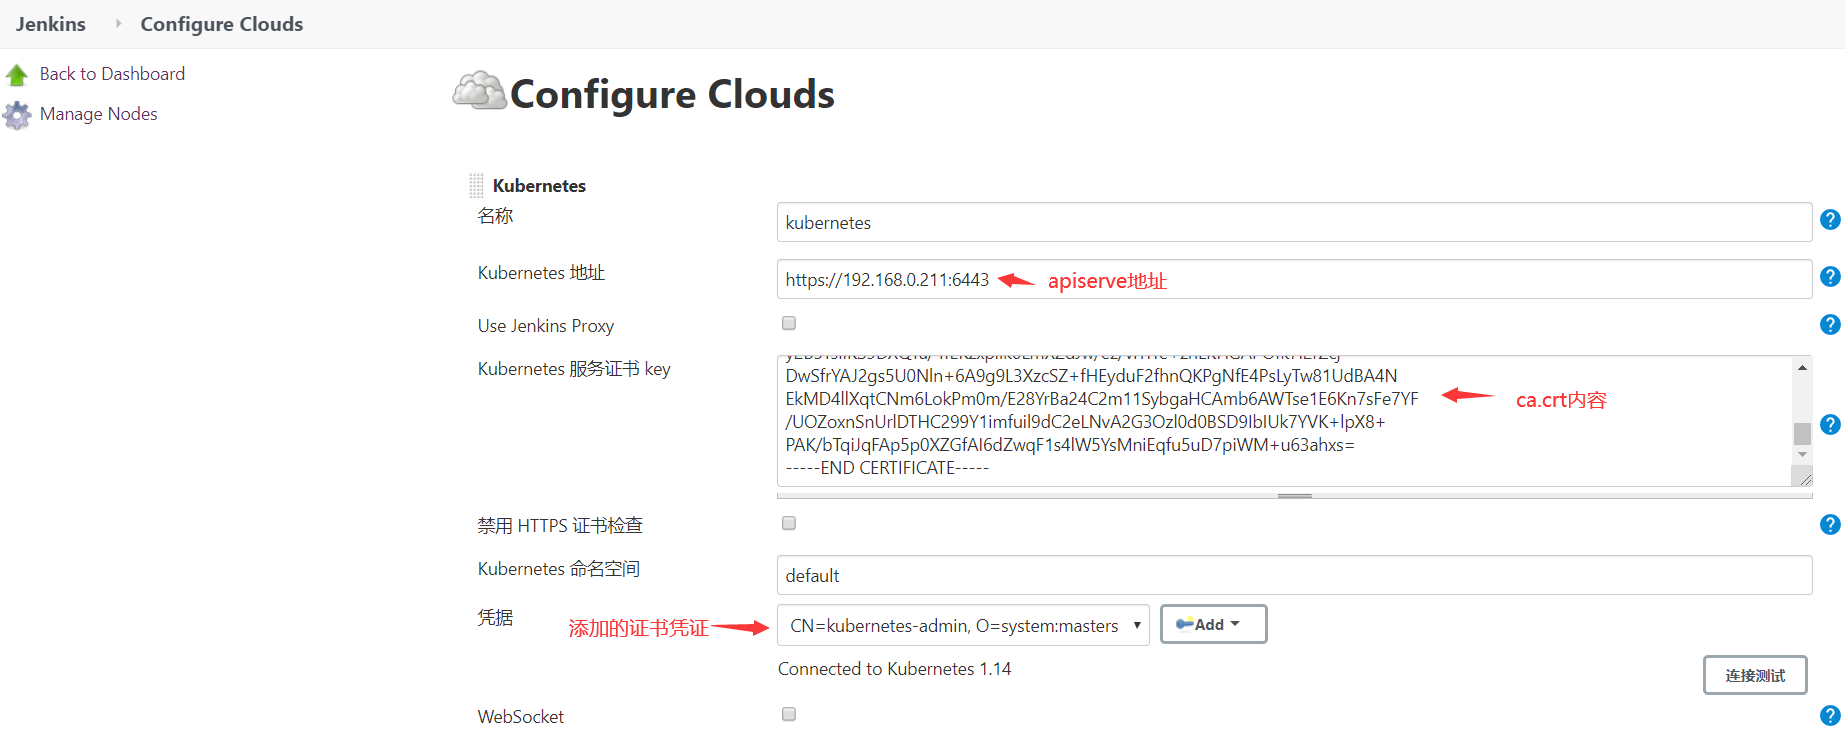 Jenkins Configure Clouds
Back to Dashboard
Manage Nodes
Configure Clouds
Kubernetes
名称
kubernetes
Kubernetes 地址
https://192.168.0.211:6443
apiserve地址
Use Jenkins Proxy
Kubernetes 服务证书 key
DwSfrYAJ2gs5U0Nln+6A9g9L3XzcSZ+fHEyduF2fhnQKPgNfE4PsLyTw81UdBA4N
EkMD4llXqtCNm6LokPm0m/E28YrBa24C2m11SybgaHCAmb6AWTse1E6Kn7sFe7YF
/UOZoxnSnUrlDTHC299Y1imfuil9dC2eLNvA2G3Ozl0d0BSD9IbIUk7YVK+lpX8+
PAK/bTqiJqFAp5p0XZGfAI6dZwqF1s4lW5YsMniEqfu5uD7piWM+u63ahxs=
-----END CERTIFICATE-----
ca.crt内容
禁用 HTTPS 证书检查
Kubernetes 命名空间
default
凭据
添加的证书凭证
CN=kubernetes-admin, O=system:masters
Add
Connected to Kubernetes 1.14
连接测试
WebSocket